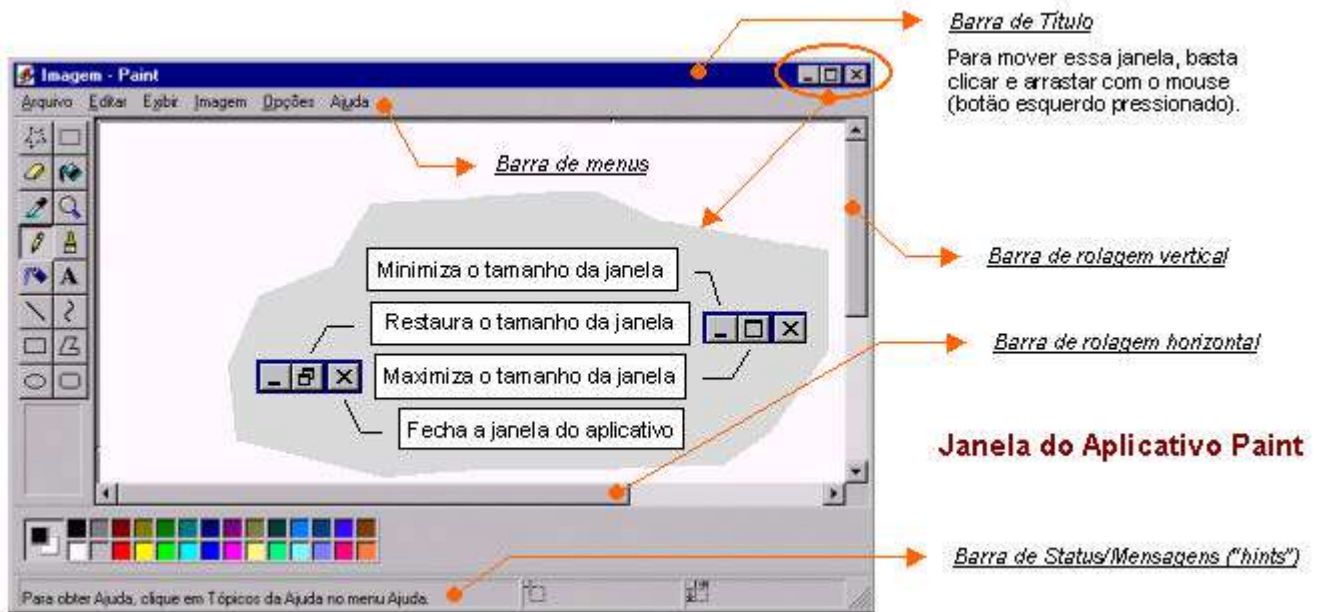 Barra de Título
Para mover essa janela, basta
clicar e arrastar com o mouse
(botão esquerdo pressionado).
Imagem - Paint
Arquivo Editar Exibir Imagem Opções Ajuda
Barra de menus
A
Barra de rolagem vertical
Minimiza o tamanho da janela
Restaura o tamanho da janela
Barra de rolagem horizontal
Maximiza o tamanho da janela
Fecha a janela do aplicativo
Janela do Aplicativo Paint
Barra de Status/Mensagens ("hints")
Para obter Ajuda, clique em Tópicos da Ajuda no menu Ajuda.